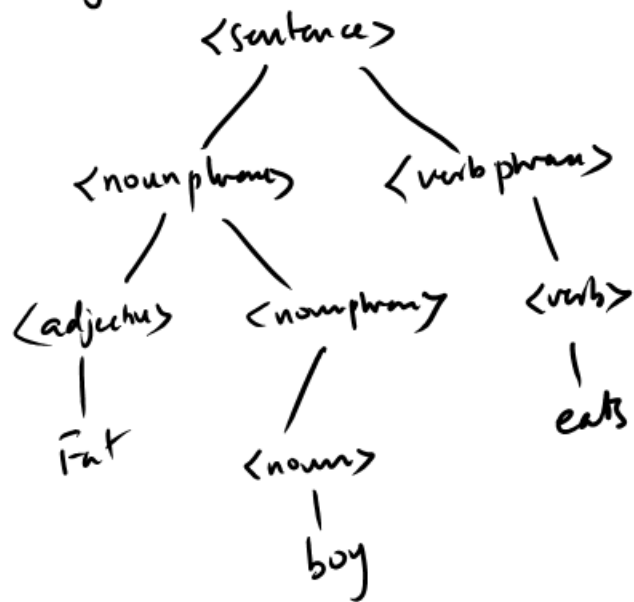 <sentence>
<noun phrase> <verb phrase>
<adjective> <noun phrase> <verb>
Fat <noun> eats
boy